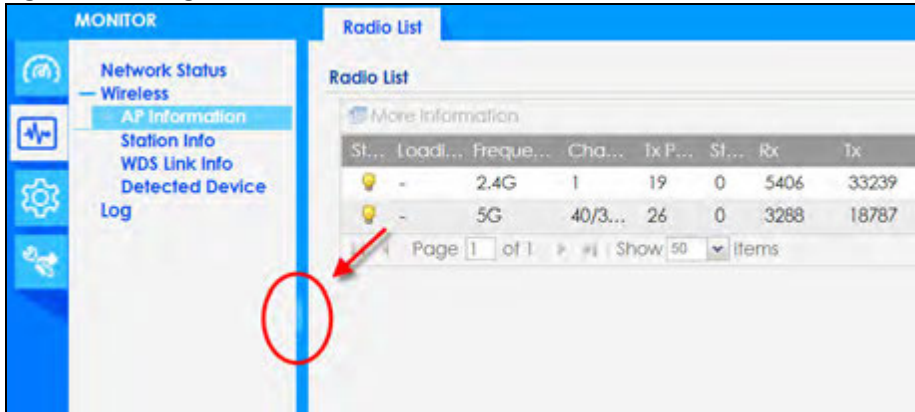 MONITOR
Radio List
Network Status
Wireless
AP Information
Station Info
WDS Link Info
Detected Device
Log
Radio List
More Information
St... Loadi... Freque... Cha... Tx P... St... Rx Tx
- 2.4G 1 19 0 5406 33239
- 5G 40/3... 26 0 3288 18787
Page 1 of 1 Show 50 items